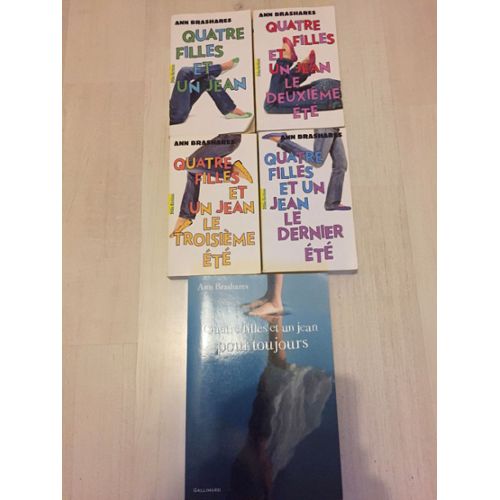 ANN BRASHARES
QUATRE
FILLES
ET
UN JEAN
ANN BRASHARES
QUATRE
FILLES
ET
UN JEAN
LE
DEUXIÈME
ÉTÉ
ANN BRASHARES
QUATRE
FILLES
ET
UN JEAN
LE
TROISIÈME
ÉTÉ
ANN BRASHARES
QUATRE
FILLES
ET UN
JEAN
LE
DERNIER
ÉTÉ
Ann Brashares
Quatre filles et un jean
pour toujours
GALLIMARD